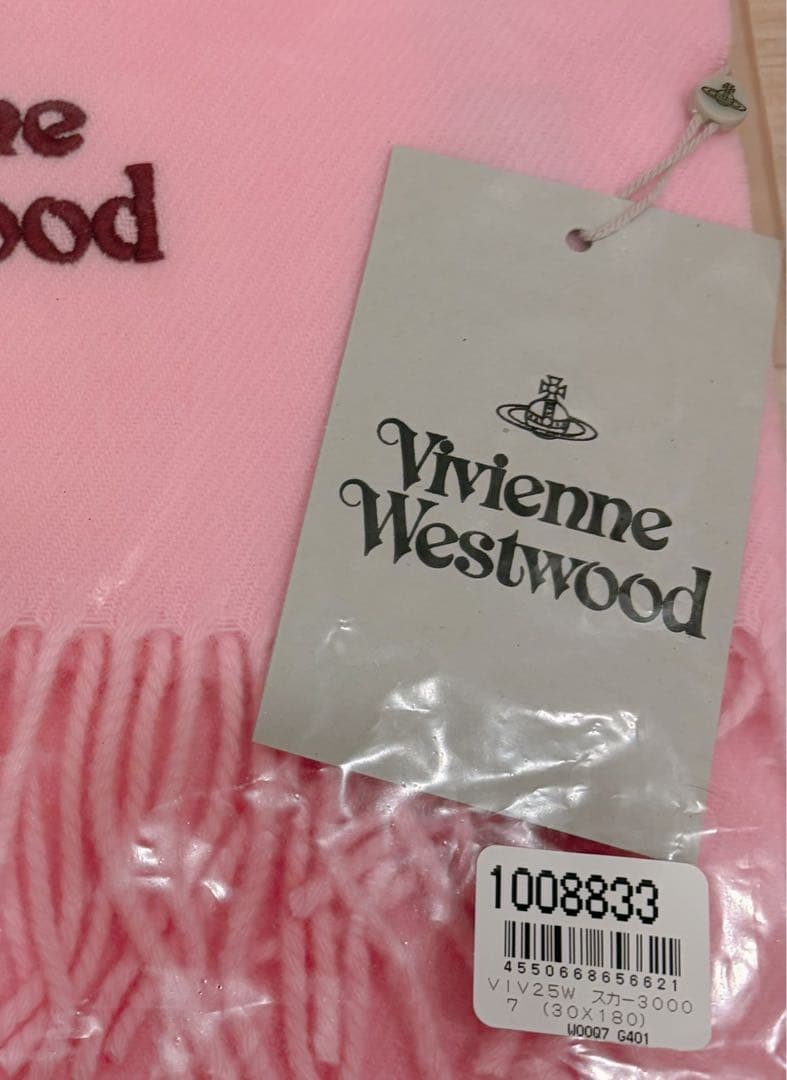 ne
ood
Vivienne
Westwood
1008833
4550668656621
VIV25W スカー3000
7 (30X180)
W00Q7 G401